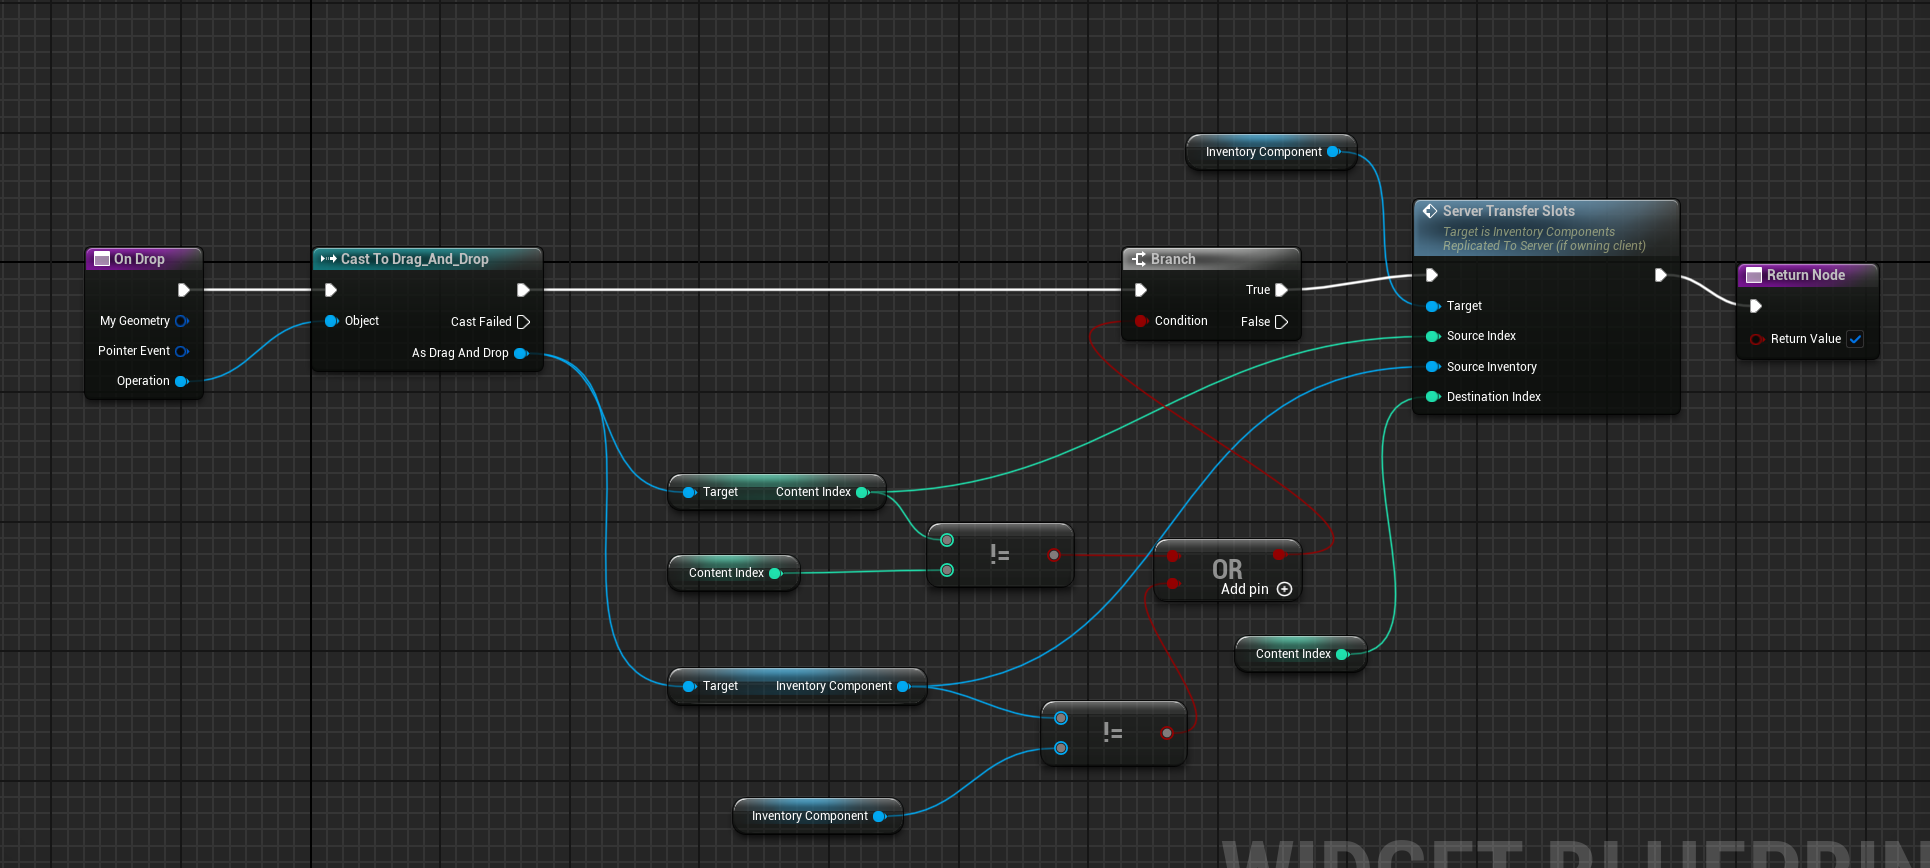 Inventory Component
Server Transfer Slots
Target is Inventory Components
Replicated To Server (if owning client)
Target
Source Index
Source Inventory
Destination Index
On Drop
My Geometry
Pointer Event
Operation
Cast To Drag_And_Drop
Object
Cast Failed
As Drag And Drop
Branch
True
Condition
False
Return Node
Return Value
Target Content Index
Content Index
!=
OR
Add pin
Content Index
Target Inventory Component
!=
Inventory Component
WIDGET BLUEPRIN